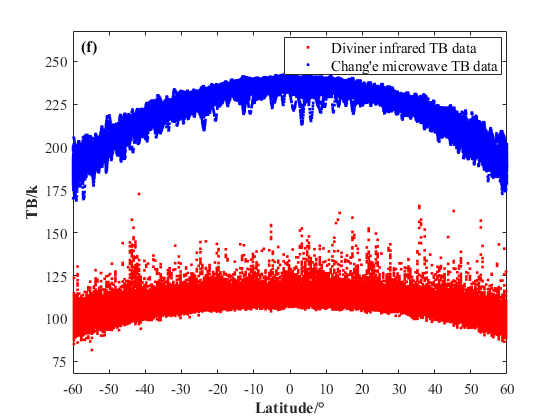 (f)
Diviner infrared TB data
Chang'e microwave TB data
250
225
200
175
150
125
100
75
TB/k
-60 -50 -40 -30 -20 -10 0 10 20 30 40 50 60
Latitude/°